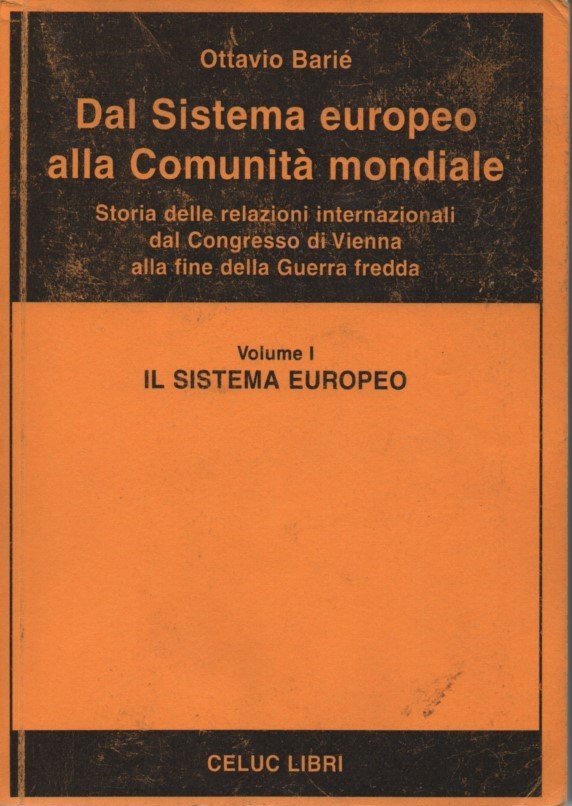 Ottavio Barié
Dal Sistema europeo
alla Comunità mondiale
Storia delle relazioni internazionali
dal Congresso di Vienna
alla fine della Guerra fredda
Volume I
IL SISTEMA EUROPEO
CELUC LIBRI